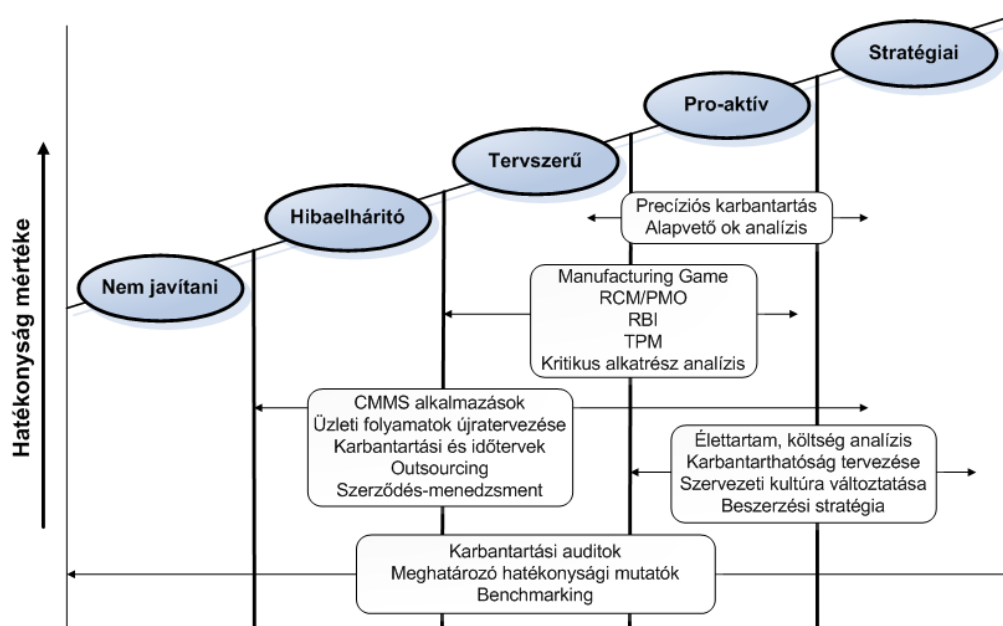 Stratégiai
Pro-aktív
Tervszerű
Hibaelhárító
Nem javítani
Hatékonyság mértéke
Precíziós karbantartás
Alapvető ok analízis
Manufacturing Game
RCM/PMO
RBI
TPM
Kritikus alkatrész analízis
CMMS alkalmazások
Üzleti folyamatok újratervezése
Karbantartási és időtervek
Outsourcing
Szerződés-menedzsment
Élettartam, költség analízis
Karbantarthatóság tervezése
Szervezeti kultúra változtatása
Beszerzési stratégia
Karbantartási auditok
Meghatározó hatékonysági mutatók
Benchmarking